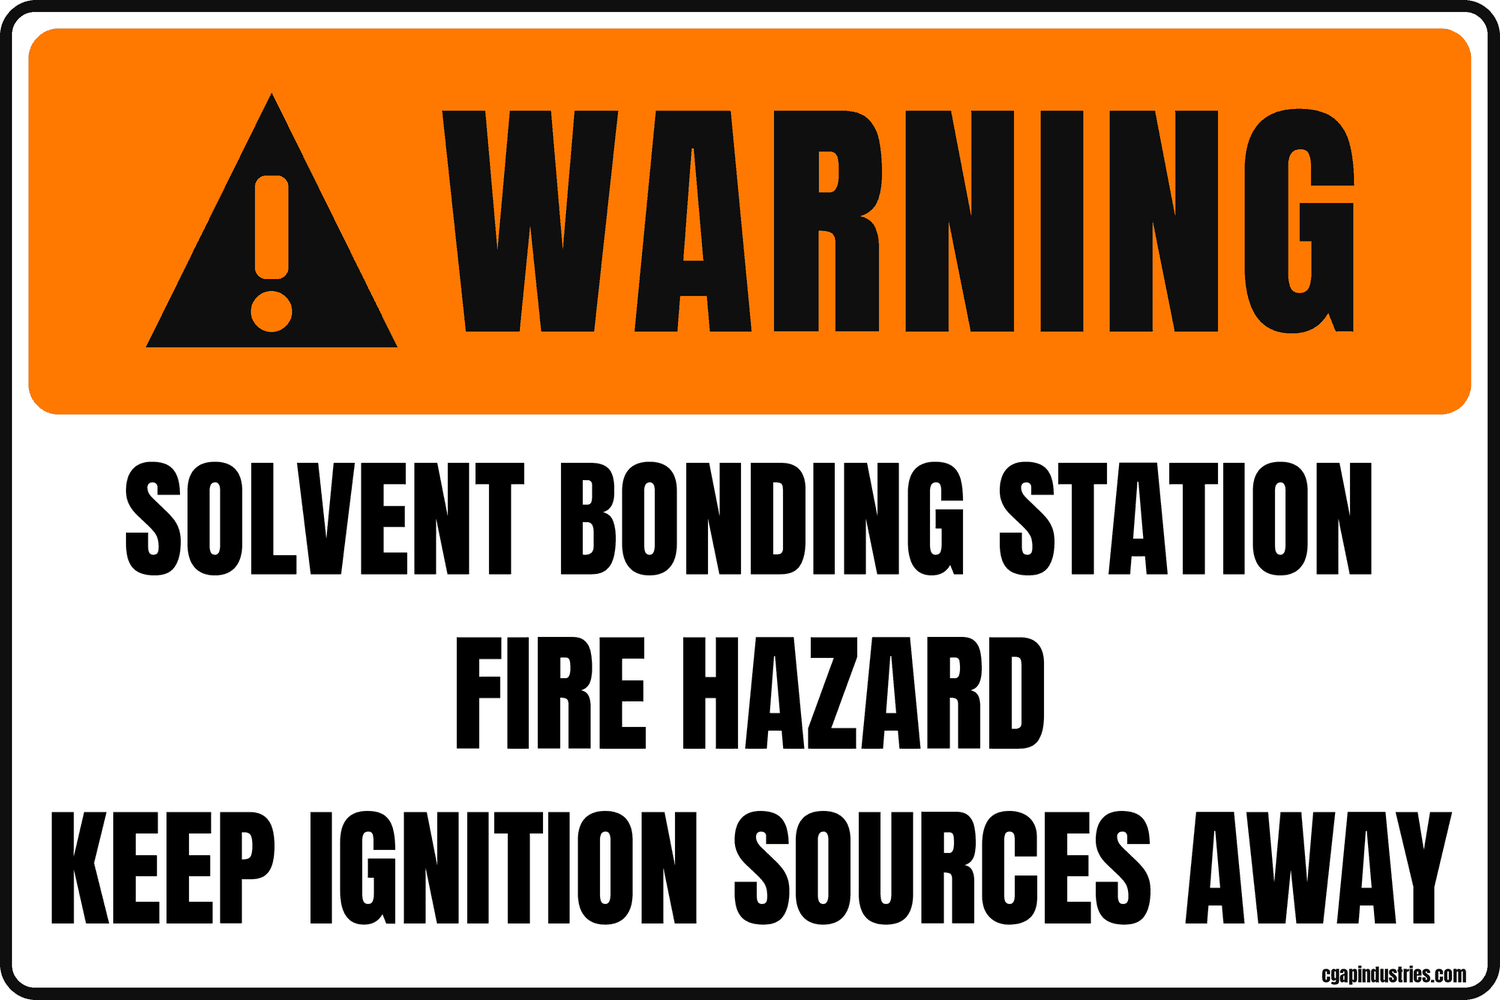 WARNING
SOLVENT BONDING STATION
FIRE HAZARD
KEEP IGNITION SOURCES AWAY
cgapindustries.com